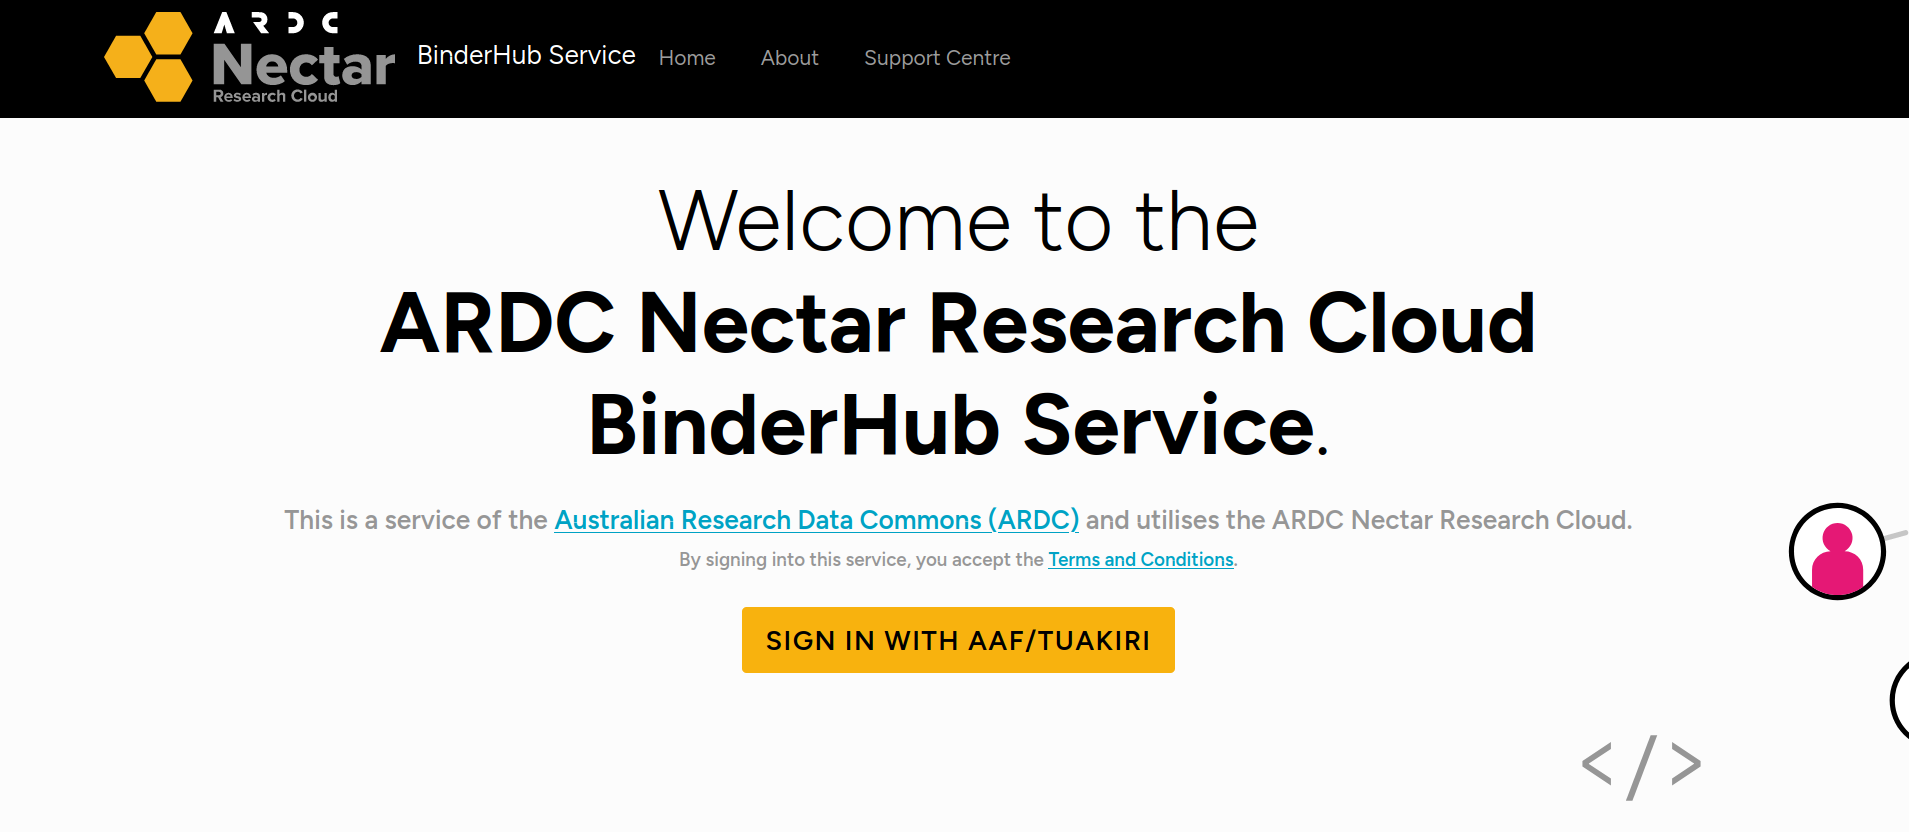 ARDC
Nectar
Research Cloud
BinderHub Service
Home
About
Support Centre
Welcome to the
ARDC Nectar Research Cloud
BinderHub Service.
This is a service of the Australian Research Data Commons (ARDC) and utilises the ARDC Nectar Research Cloud.
By signing into this service, you accept the Terms and Conditions.
SIGN IN WITH AAF/TUAKIRI
</>